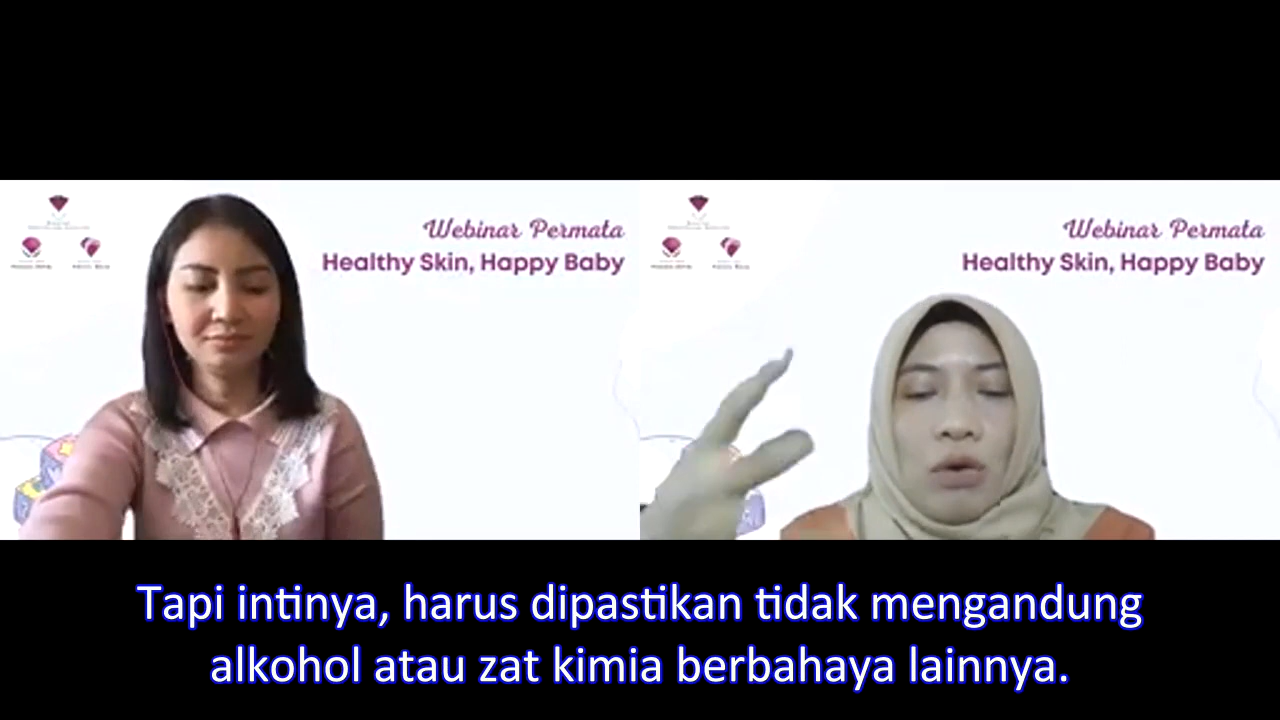 Webinar Permata
Healthy Skin, Happy Baby
Webinar Permata
Healthy Skin, Happy Baby
Tapi intinya, harus dipastikan tidak mengandung
alkohol atau zat kimia berbahaya lainnya.